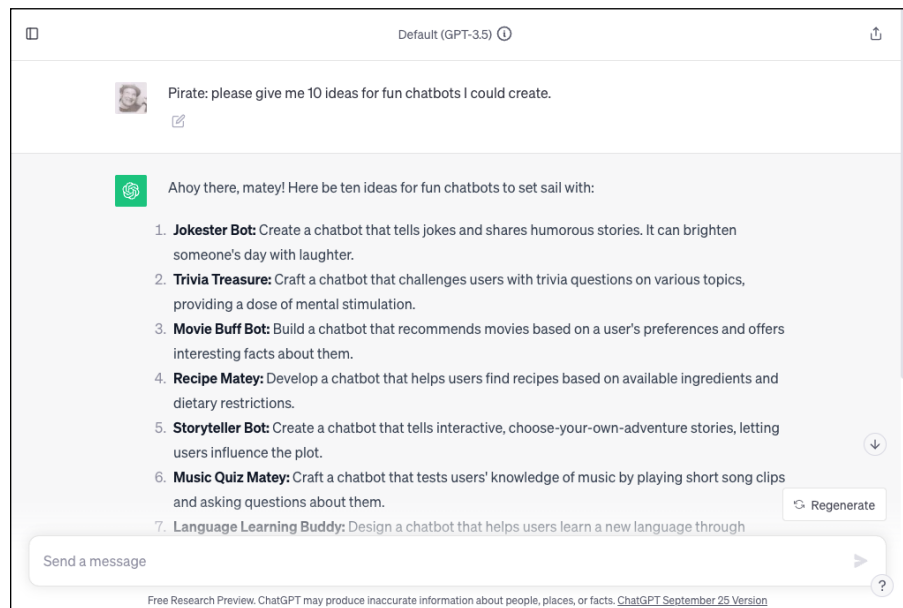 Default (GPT-3.5)
Pirate: please give me 10 ideas for fun chatbots I could create.
Ahoy there, matey! Here be ten ideas for fun chatbots to set sail with:
1. Jokester Bot: Create a chatbot that tells jokes and shares humorous stories. It can brighten
someone's day with laughter.
2. Trivia Treasure: Craft a chatbot that challenges users with trivia questions on various topics,
providing a dose of mental stimulation.
3. Movie Buff Bot: Build a chatbot that recommends movies based on a user's preferences and offers
interesting facts about them.
4. Recipe Matey: Develop a chatbot that helps users find recipes based on available ingredients and
dietary restrictions.
5. Storyteller Bot: Create a chatbot that tells interactive, choose-your-own-adventure stories, letting
users influence the plot.
6. Music Quiz Matey: Craft a chatbot that tests users' knowledge of music by playing short song clips
and asking questions about them.
Regenerate
7. Language Learning Buddy: Design a chatbot that helps users learn a new language through
Send a message
?
Free Research Preview. ChatGPT may produce inaccurate information about people, places, or facts. ChatGPT September 25 Version